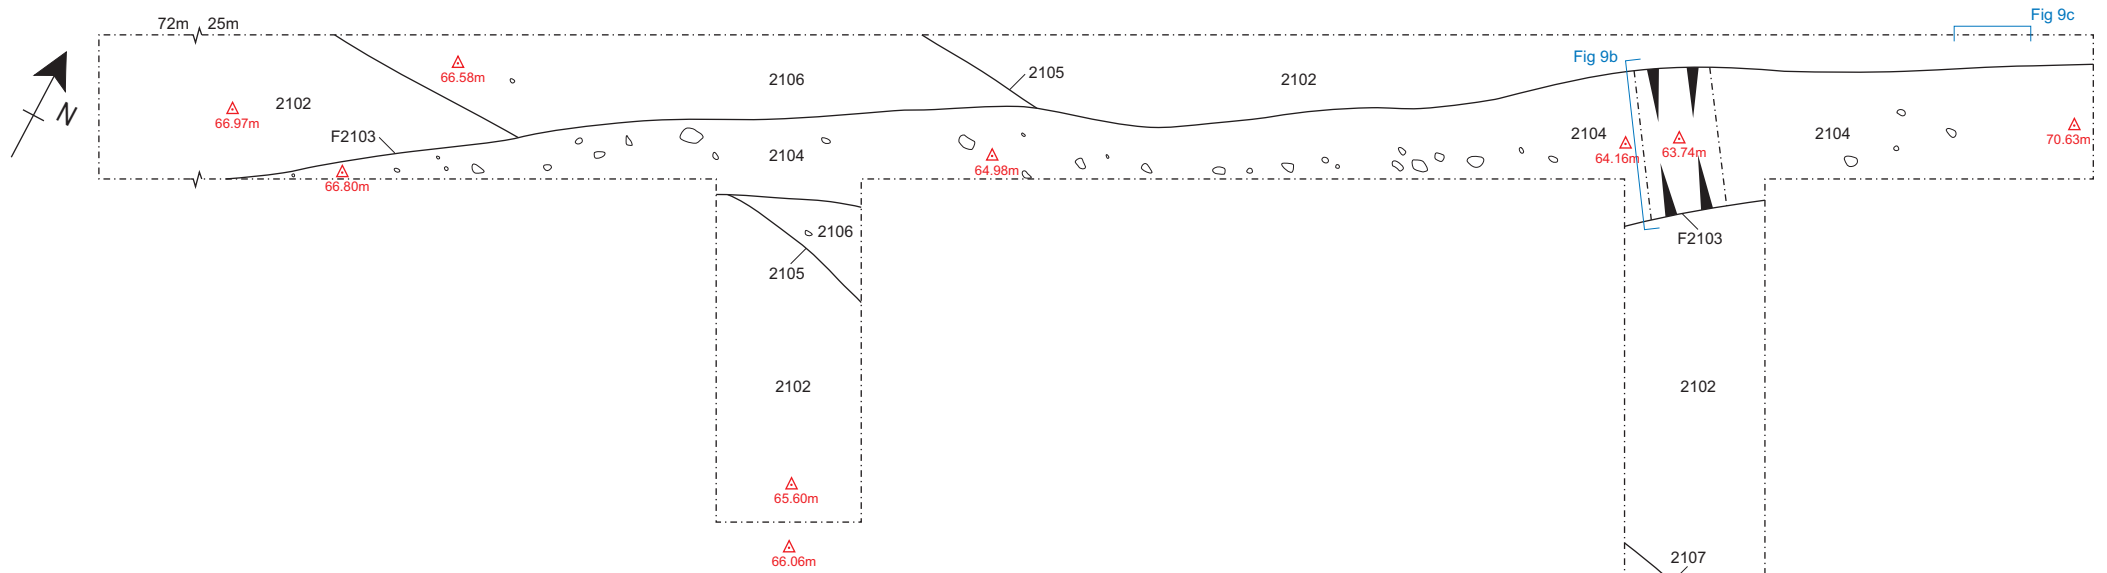 72m 25m
Fig 9c
Fig 9b
66.58m
2106
2105
2102
2102
66.97m
F2103
2104
2104
2104
70.63m
66.80m
64.98m
64.16m
63.74m
N
2106
2105
F2103
2102
2102
65.60m
66.06m
2107